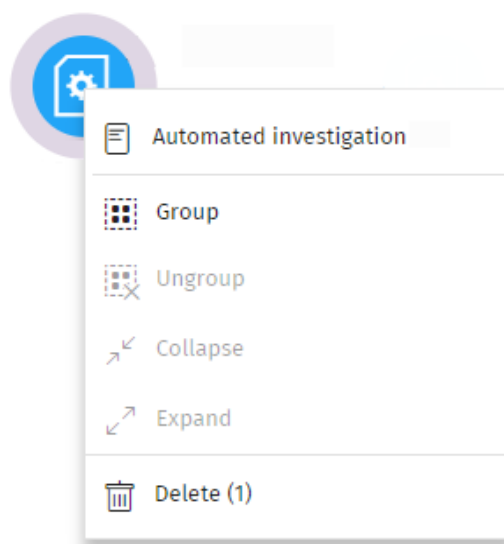 Automated investigation
Group
Ungroup
Collapse
Expand
Delete (1)